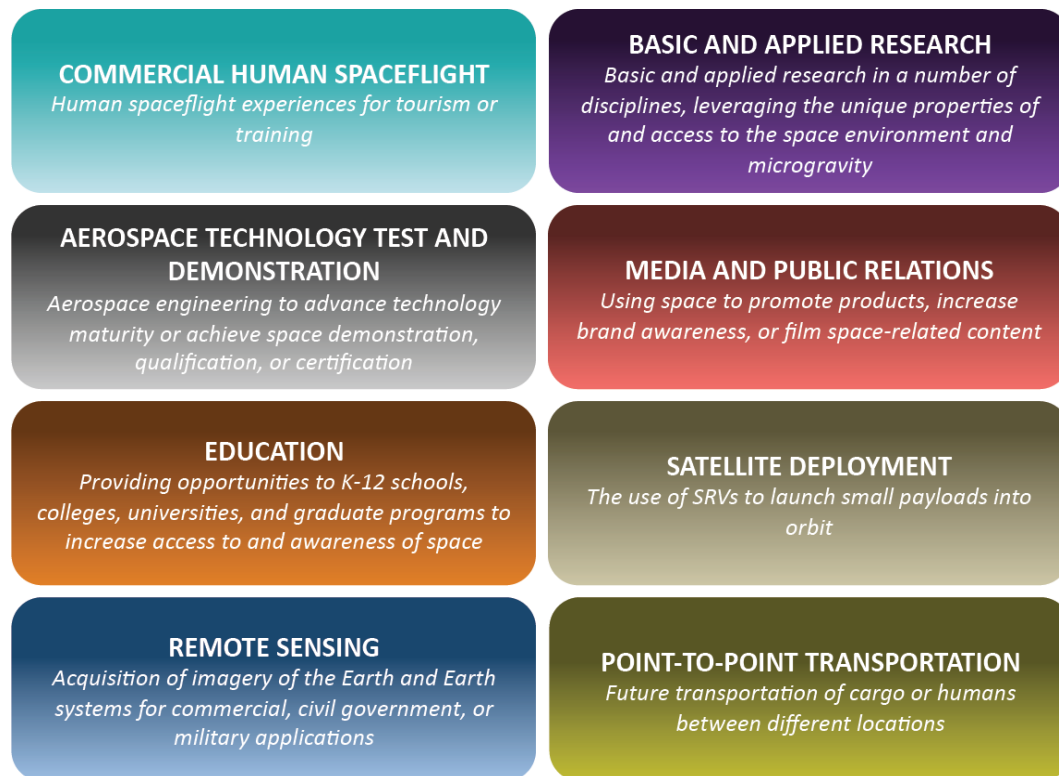 COMMERCIAL HUMAN SPACEFLIGHT
Human spaceflight experiences for tourism or
training
BASIC AND APPLIED RESEARCH
Basic and applied research in a number of
disciplines, leveraging the unique properties of
and access to the space environment and
microgravity
AEROSPACE TECHNOLOGY TEST AND
DEMONSTRATION
Aerospace engineering to advance technology
maturity or achieve space demonstration,
qualification, or certification
MEDIA AND PUBLIC RELATIONS
Using space to promote products, increase
brand awareness, or film space-related content
EDUCATION
Providing opportunities to K-12 schools,
colleges, universities, and graduate programs to
increase access to and awareness of space
SATELLITE DEPLOYMENT
The use of SRVs to launch small payloads into
orbit
REMOTE SENSING
Acquisition of imagery of the Earth and Earth
systems for commercial, civil government, or
military applications
POINT-TO-POINT TRANSPORTATION
Future transportation of cargo or humans
between different locations